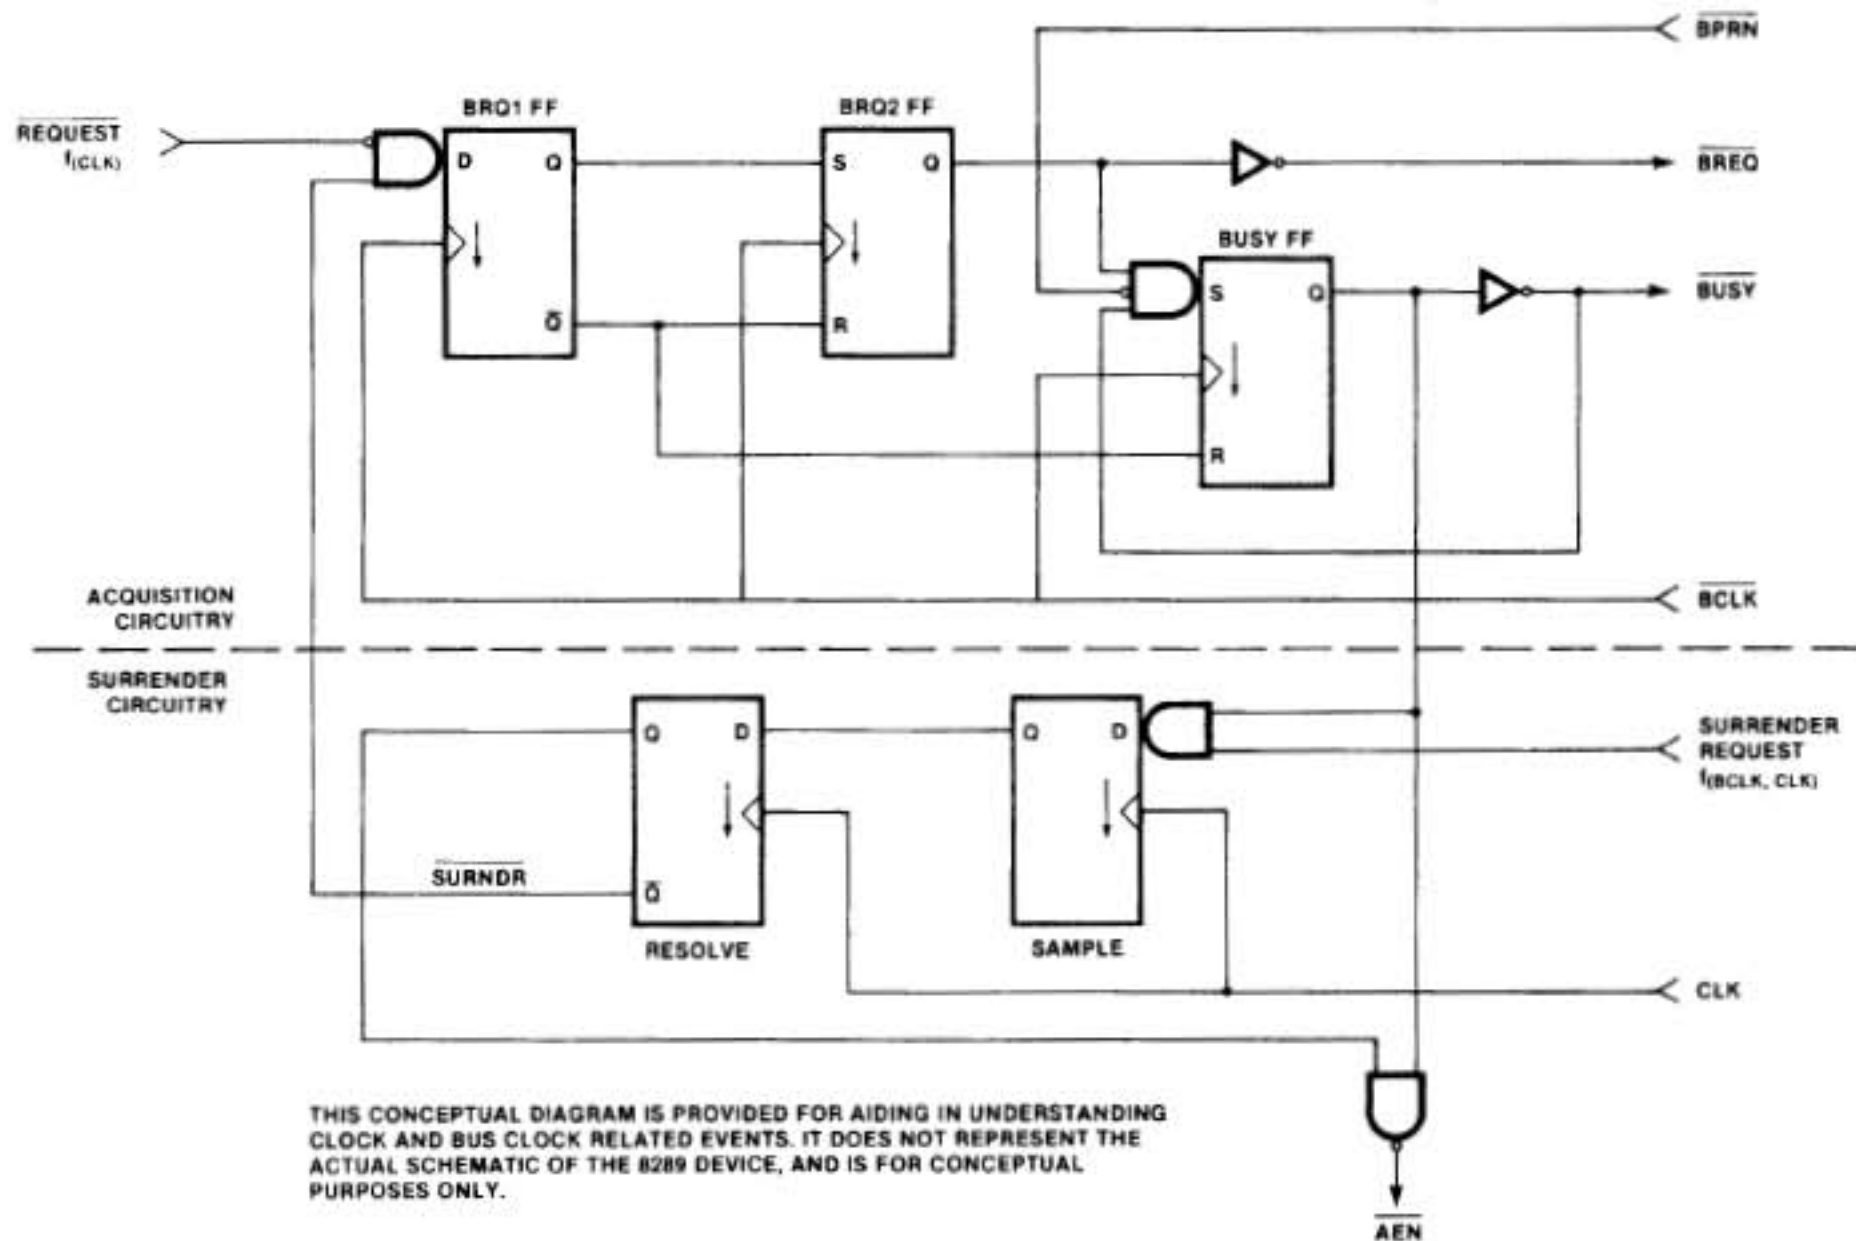 BPRN
BRQ1 FF
BRQ2 FF
REQUEST
f(CLK)
D
Q
S
Q
BREQ
BUSY FF
S
Q
BUSY
Q̅
R
R
ACQUISITION
CIRCUITRY
BCLK
SURRENDER
CIRCUITRY
Q
D
Q
D
SURRENDER
REQUEST
f(BCLK, CLK)
SURNDR
Q̅
RESOLVE
SAMPLE
CLK
THIS CONCEPTUAL DIAGRAM IS PROVIDED FOR AIDING IN UNDERSTANDING
CLOCK AND BUS CLOCK RELATED EVENTS. IT DOES NOT REPRESENT THE
ACTUAL SCHEMATIC OF THE 8289 DEVICE, AND IS FOR CONCEPTUAL
PURPOSES ONLY.
AEN